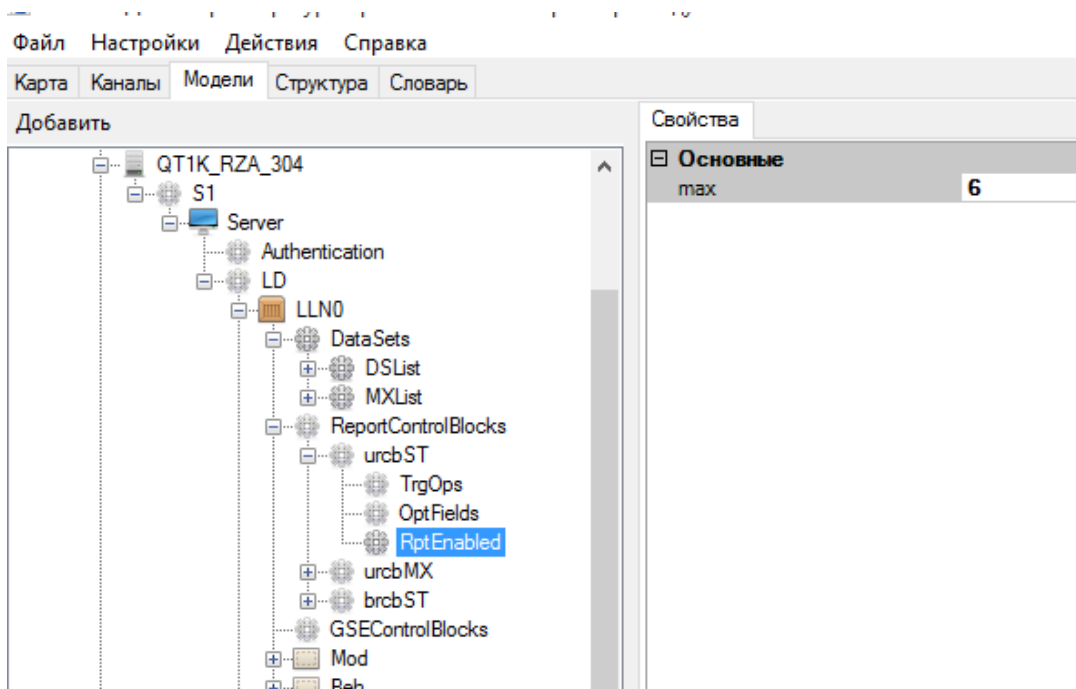 Файл Настройки Действия Справка
Карта Каналы Модели Структура Словарь
Добавить
Свойства
QT1K_RZA_304
Основные
S1
max 6
Server
Authentication
LD
LLN0
DataSets
DSList
MXList
ReportControlBlocks
urcbST
TrgOps
OptFields
RptEnabled
urcbMX
brcbST
GSEControlBlocks
Mod
Beh